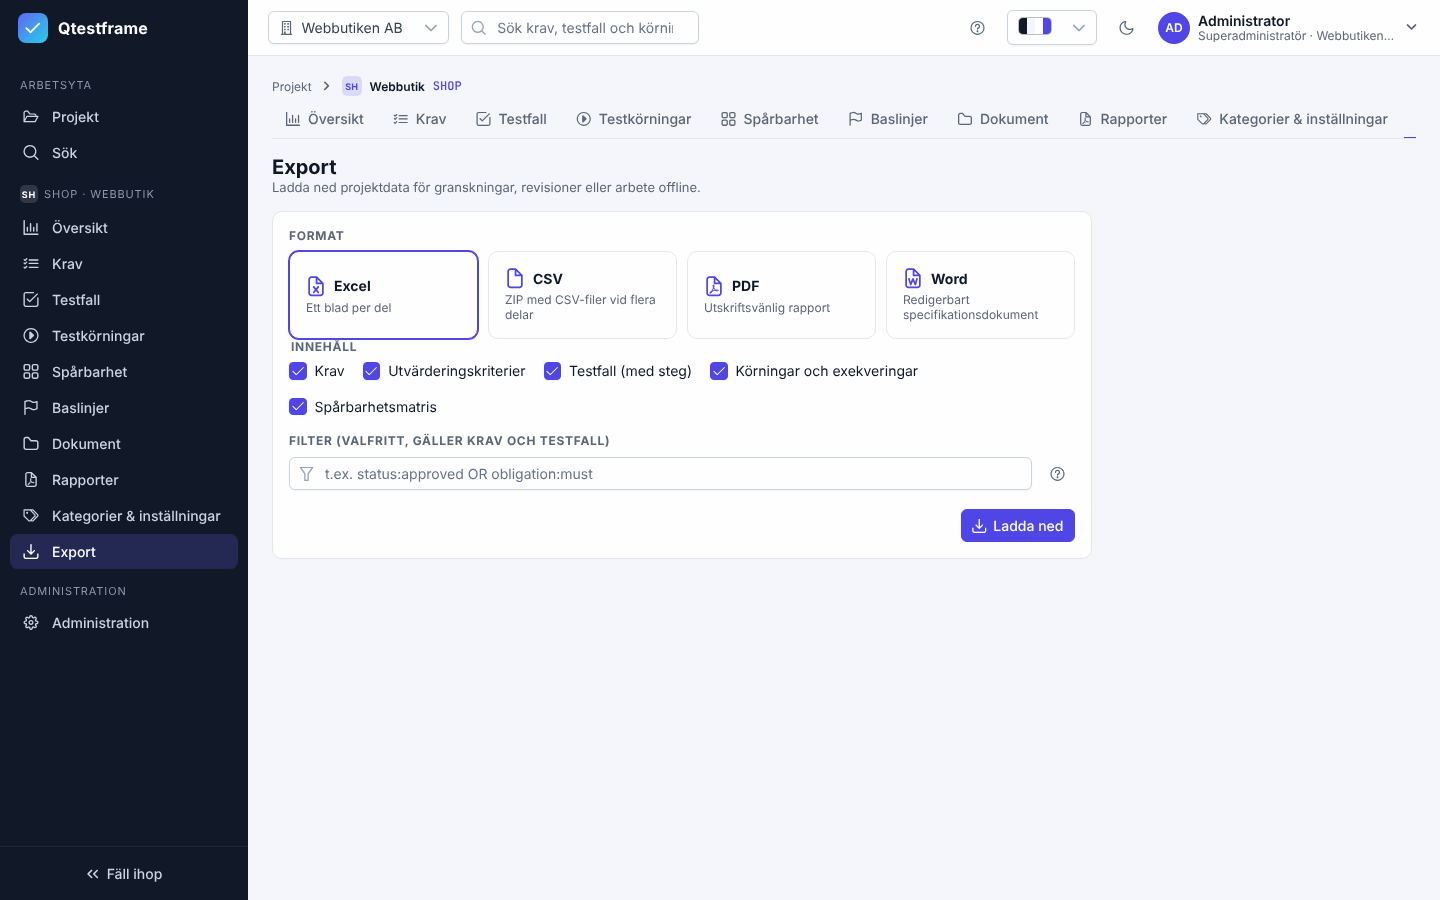 Qtestframe
Webbutiken AB
Sök krav, testfall och körnii
AD
Administrator
Superadministratör · Webbutiken...
ARBETSYTA
Projekt
Sök
SH SHOP · WEBBUTIK
Översikt
Krav
Testfall
Testkörningar
Spårbarhet
Baslinjer
Dokument
Rapporter
Kategorier & inställningar
Export
ADMINISTRATION
Administration
Fäll ihop
Projekt > SH Webbutik SHOP
Översikt Krav Testfall Testkörningar Spårbarhet Baslinjer Dokument Rapporter Kategorier & inställningar
Export
Ladda ned projektdata för granskningar, revisioner eller arbete offline.
FORMAT
Excel
Ett blad per del
CSV
ZIP med CSV-filer vid flera
delar
PDF
Utskriftsvänlig rapport
Word
Redigerbart
specifikationsdokument
INNEHÅLL
Krav Utvärderingskriterier Testfall (med steg) Körningar och exekveringar
Spårbarhetsmatris
FILTER (VALFRITT, GÄLLER KRAV OCH TESTFALL)
t.ex. status:approved OR obligation:must
Ladda ned